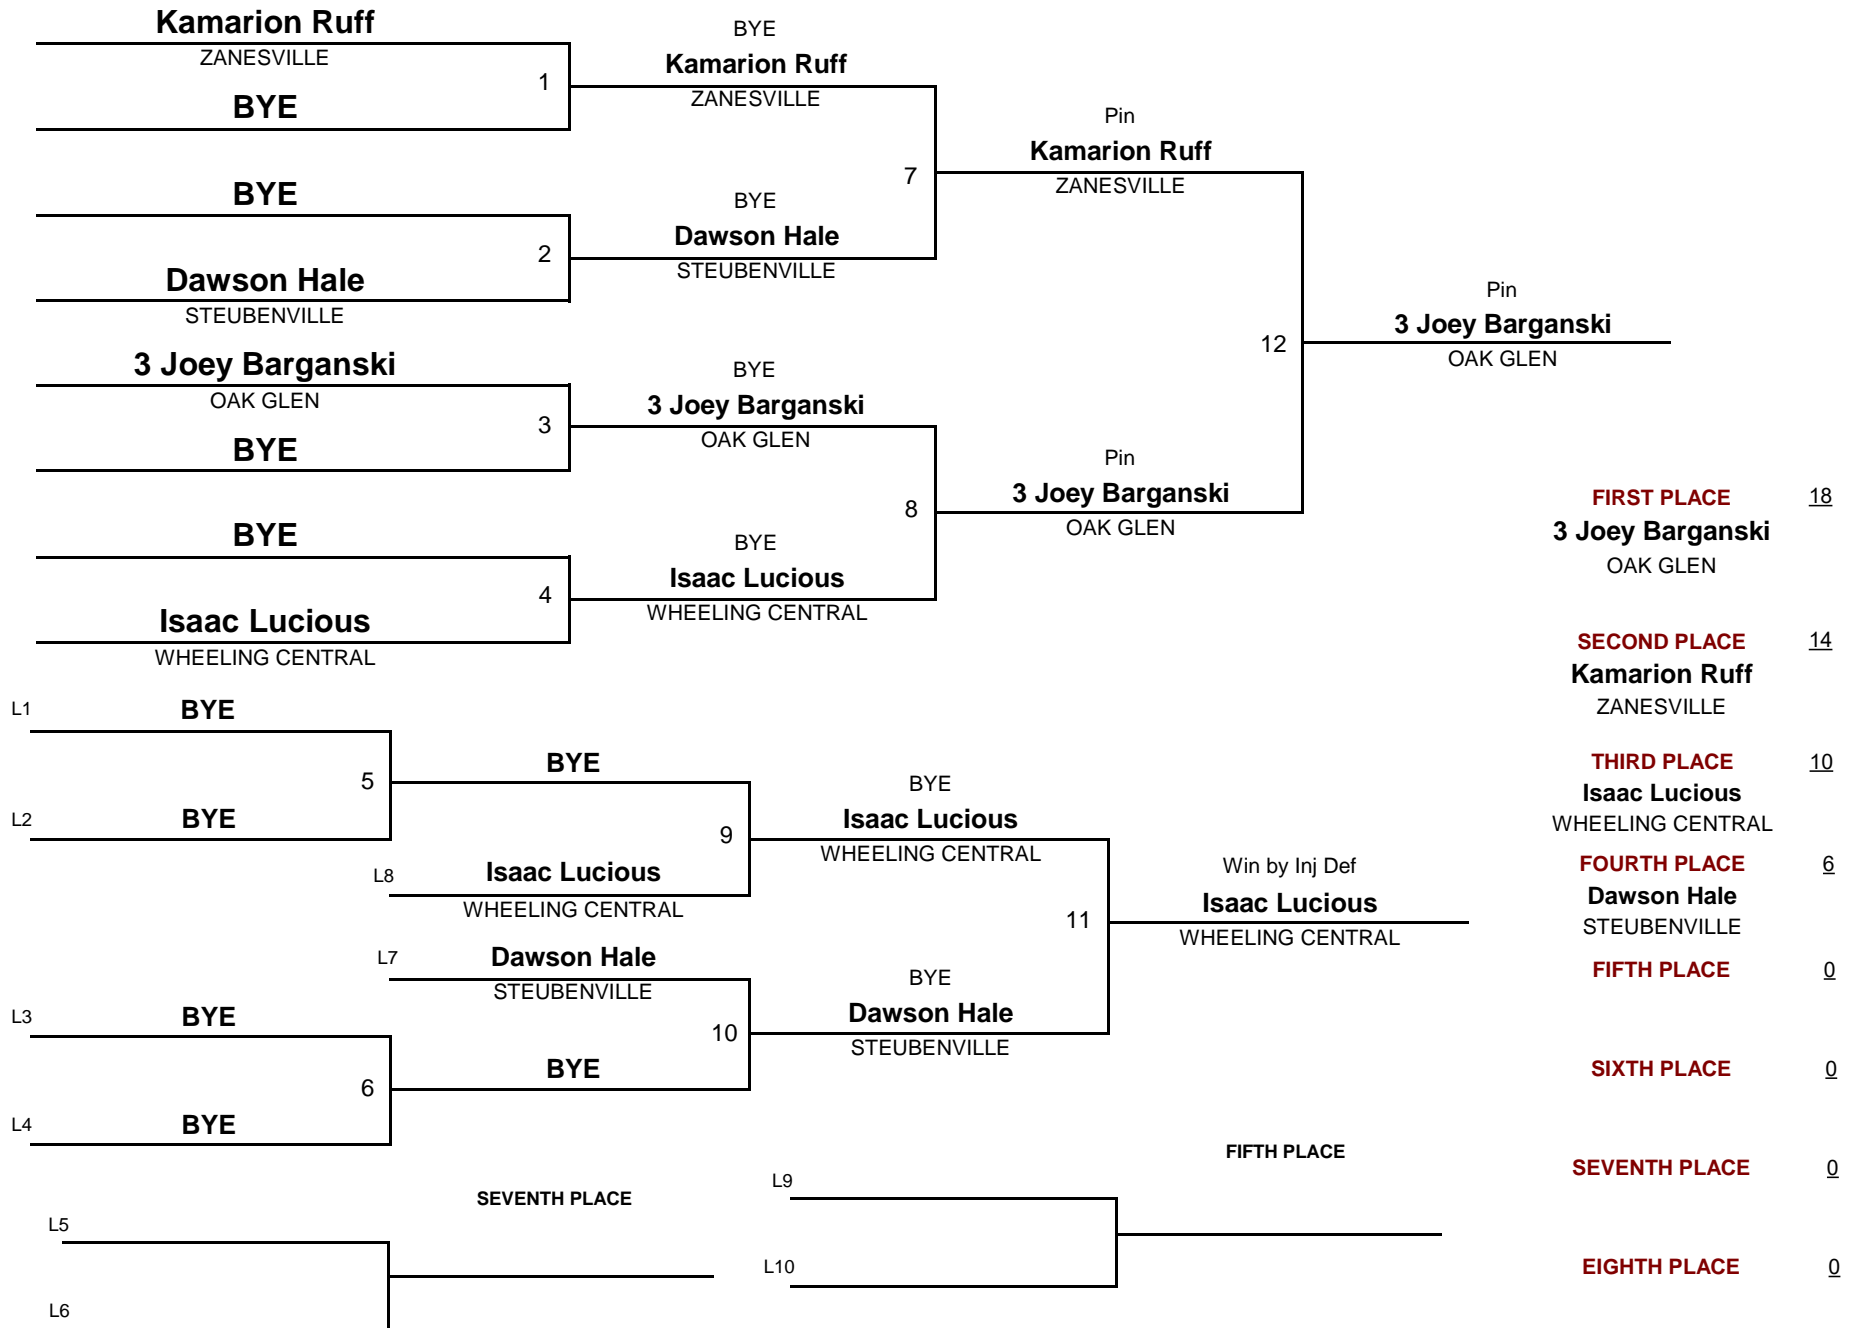 Kamarion Ruff
ZANESVILLE
1
BYE
BYE
2
Dawson Hale
STEUBENVILLE
3 Joey Barganski
OAK GLEN
3
BYE
BYE
4
Isaac Lucious
WHEELING CENTRAL
BYE
Kamarion Ruff
ZANESVILLE
7
BYE
Dawson Hale
STEUBENVILLE
BYE
3 Joey Barganski
OAK GLEN
8
BYE
Isaac Lucious
WHEELING CENTRAL
Pin
Kamarion Ruff
ZANESVILLE
12
Pin
3 Joey Barganski
OAK GLEN
Pin
3 Joey Barganski
OAK GLEN
L1 BYE
5
L2 BYE
BYE
9
L8 Isaac Lucious
WHEELING CENTRAL
L7 Dawson Hale
STEUBENVILLE
10
BYE
L3 BYE
6
L4 BYE
BYE
Isaac Lucious
WHEELING CENTRAL
11
BYE
Dawson Hale
STEUBENVILLE
Win by Inj Def
Isaac Lucious
WHEELING CENTRAL
SEVENTH PLACE
L5
L6
FIFTH PLACE
L9
L10
FIRST PLACE 18
3 Joey Barganski
OAK GLEN
SECOND PLACE 14
Kamarion Ruff
ZANESVILLE
THIRD PLACE 10
Isaac Lucious
WHEELING CENTRAL
FOURTH PLACE 6
Dawson Hale
STEUBENVILLE
FIFTH PLACE 0
SIXTH PLACE 0
SEVENTH PLACE 0
EIGHTH PLACE 0